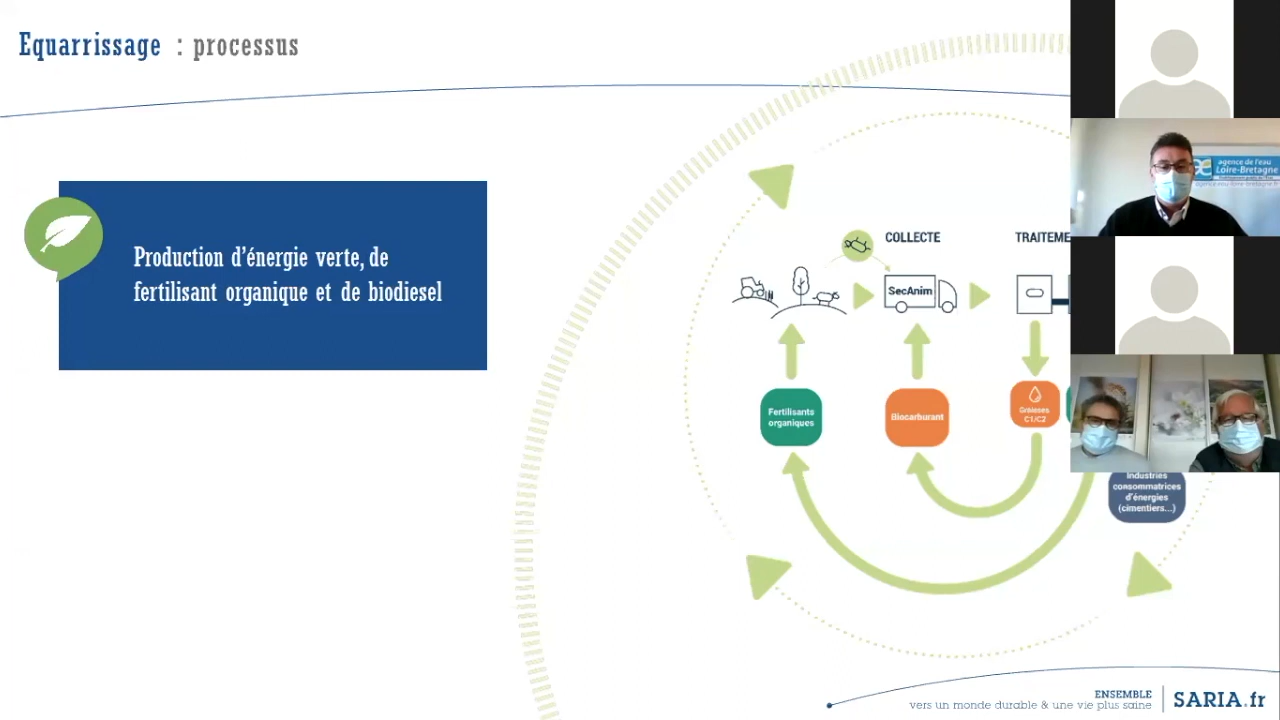 Equarrissage : processus
Production d'énergie verte, de
fertilisant organique et de biodiesel
COLLECTE
TRAITEME
SecAnim
Fertilisants
organiques
Biocarburant
Graisses
C1/C2
Industries
consommatrices
d'énergies
(cimentiers...)
agence de l'eau
Loire-Bretagne
ENSEMBLE
vers un monde durable & une vie plus saine
SARIA.fr